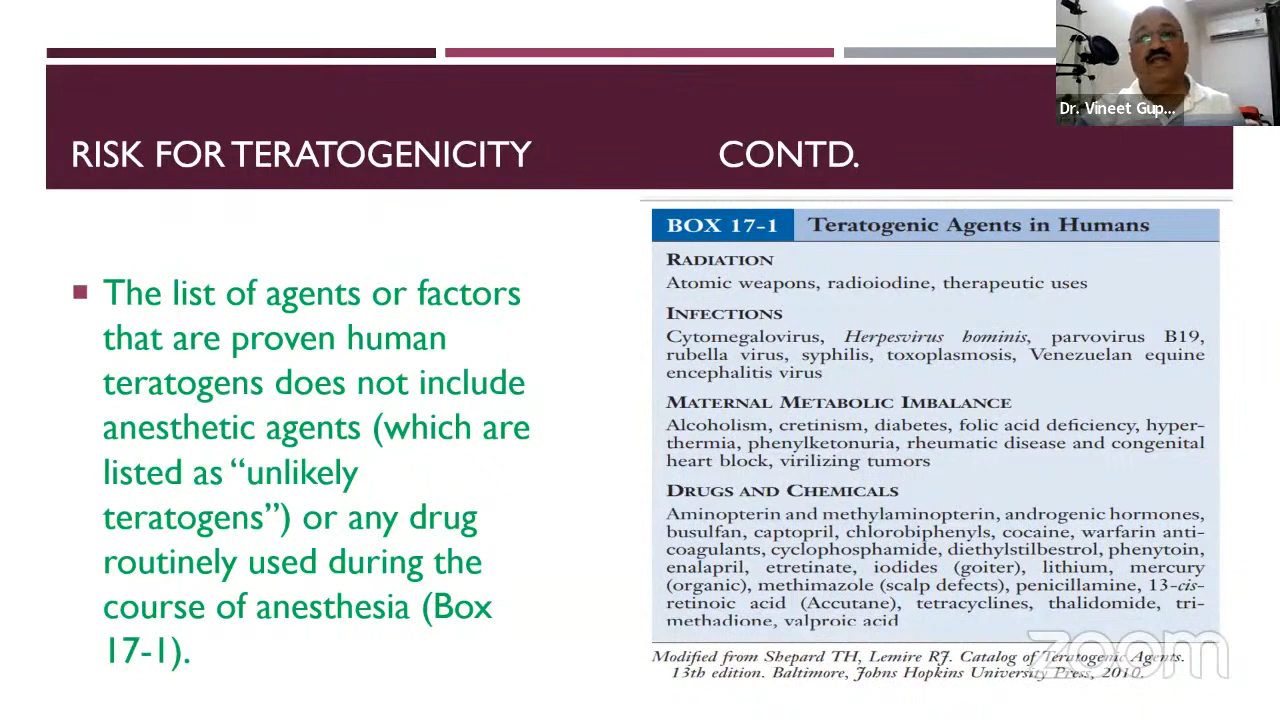 Dr. Vineet Gup...
RISK FOR TERATOGENICITY CONTD.
The list of agents or factors
that are proven human
teratogens does not include
anesthetic agents (which are
listed as “unlikely
teratogens”) or any drug
routinely used during the
course of anesthesia (Box
17-1).
BOX 17-1 Teratogenic Agents in Humans
RADIATION
Atomic weapons, radioiodine, therapeutic uses
INFECTIONS
Cytomegalovirus, Herpesvirus hominis, parvovirus B19,
rubella virus, syphilis, toxoplasmosis, Venezuelan equine
encephalitis virus
MATERNAL METABOLIC IMBALANCE
Alcoholism, cretinism, diabetes, folic acid deficiency, hyper-
thermia, phenylketonuria, rheumatic disease and congenital
heart block, virilizing tumors
DRUGS AND CHEMICALS
Aminopterin and methylaminopterin, androgenic hormones,
busulfan, captopril, chlorobiphenyls, cocaine, warfarin anti-
coagulants, cyclophosphamide, diethylstilbestrol, phenytoin,
enalapril, etretinate, iodides (goiter), lithium, mercury
(organic), methimazole (scalp defects), penicillamine, 13-cis-
retinoic acid (Accutane), tetracyclines, thalidomide, tri-
methadione, valproic acid
Modified from Shepard TH, Lemire RJ. Catalog of Teratogenic Agents.
13th edition. Baltimore, Johns Hopkins University Press, 2010.
zoom